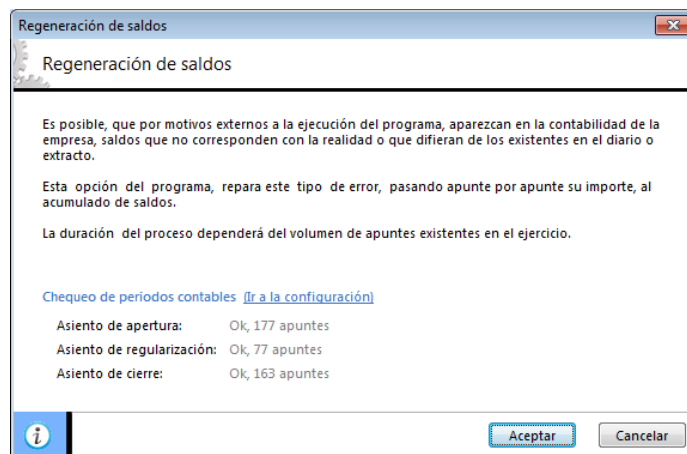 Regeneración de saldos
Regeneración de saldos
Es posible, que por motivos externos a la ejecución del programa, aparezcan en la contabilidad de la
empresa, saldos que no corresponden con la realidad o que difieran de los existentes en el diario o
extracto.
Esta opción del programa, repara este tipo de error, pasando apunte por apunte su importe, al
acumulado de saldos.
La duración del proceso dependerá del volumen de apuntes existentes en el ejercicio.
Chequeo de periodos contables (Ir a la configuración)
Asiento de apertura: Ok, 177 apuntes
Asiento de regularización: Ok, 77 apuntes
Asiento de cierre: Ok, 163 apuntes
Aceptar Cancelar